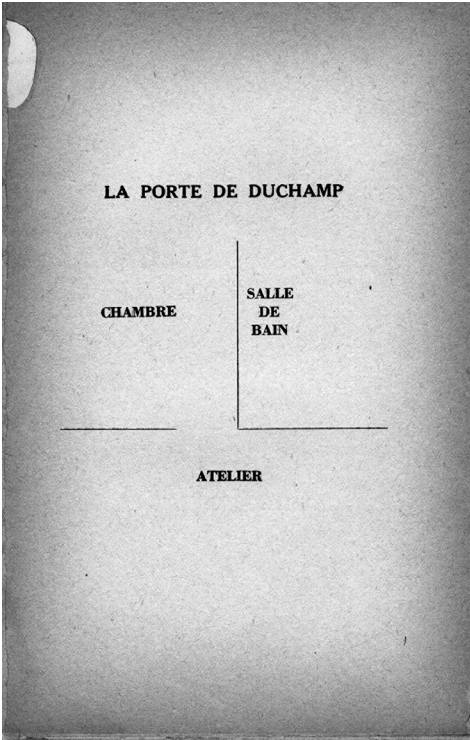 LA PORTE DE DUCHAMP
CHAMBRE
SALLE
DE
BAIN
ATELIER